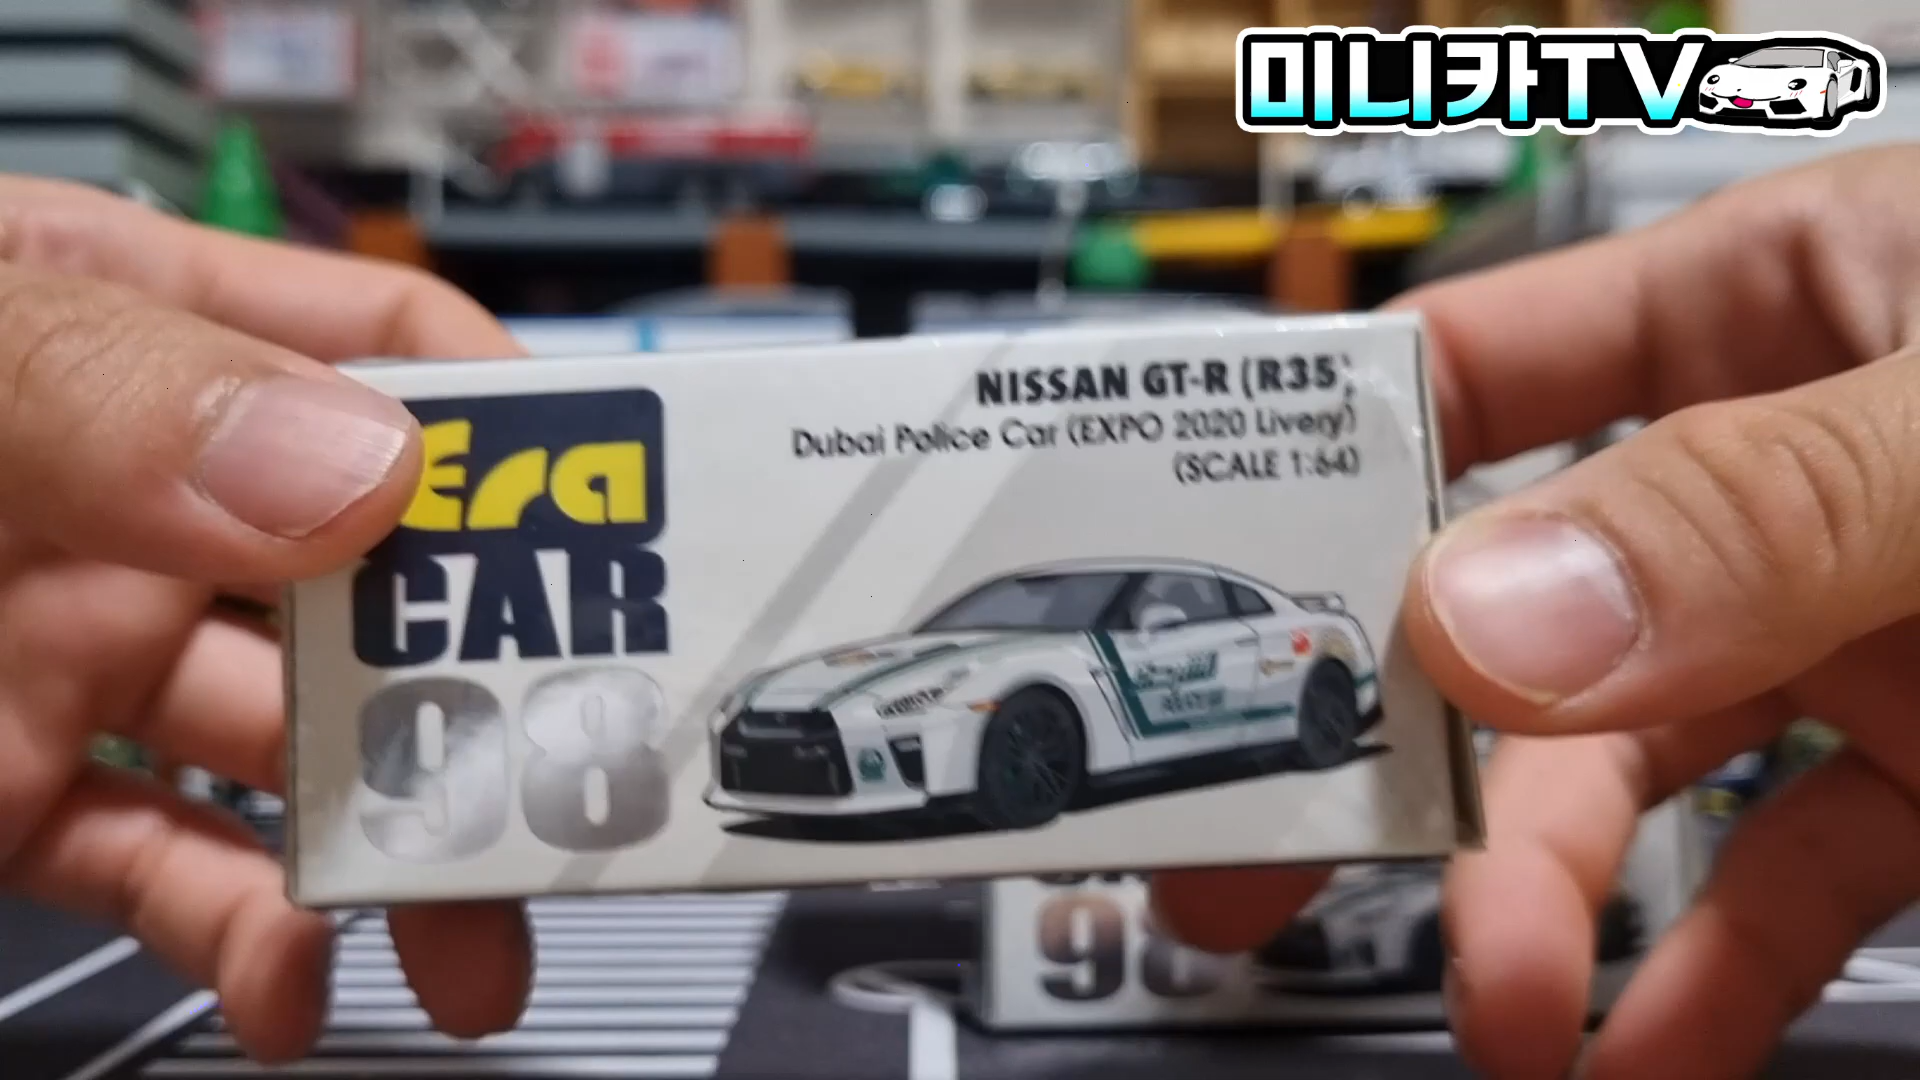 미니카TV
NISSAN GT-R (R35)
Dubai Police Car (EXPO 2020 Livery)
(SCALE 1:64)
Era
CAR
98
98